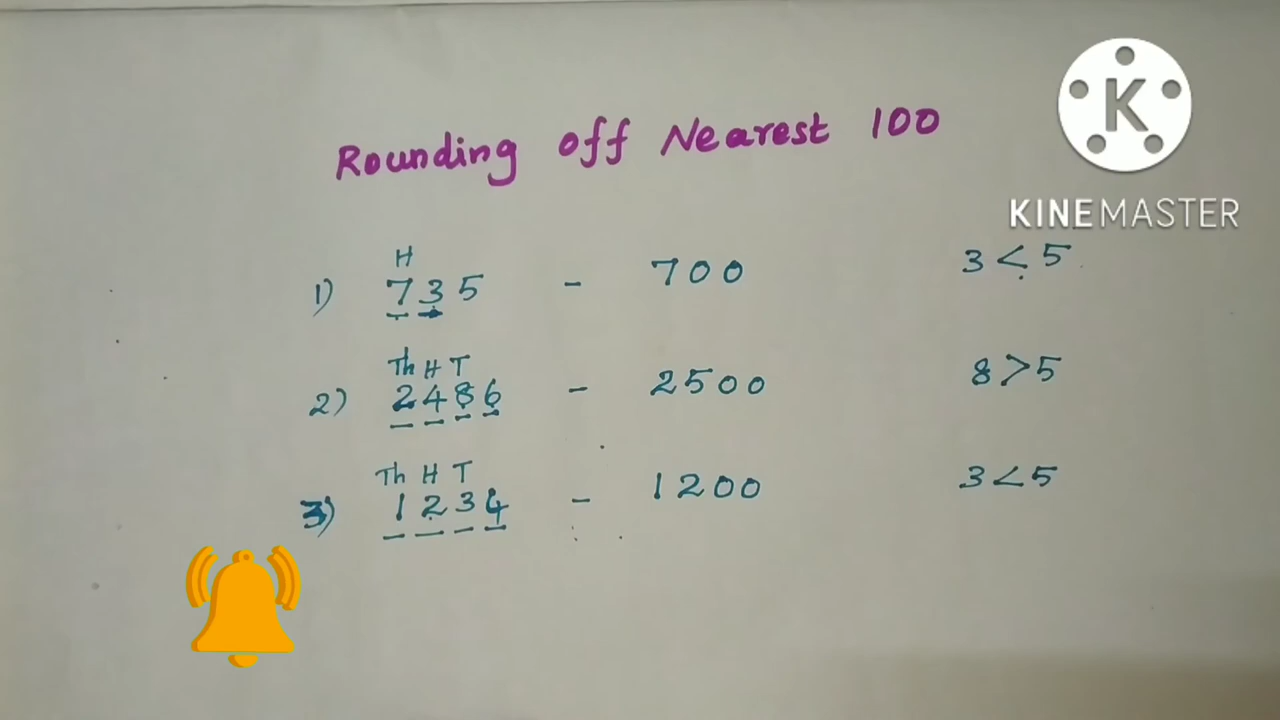 Rounding off Nearest 100
KINEMASTER
H
1) 735 - 700 3<5
Th H T
2) 2486 - 2500 8>5
Th H T
3) 1234 - 1200 3<5